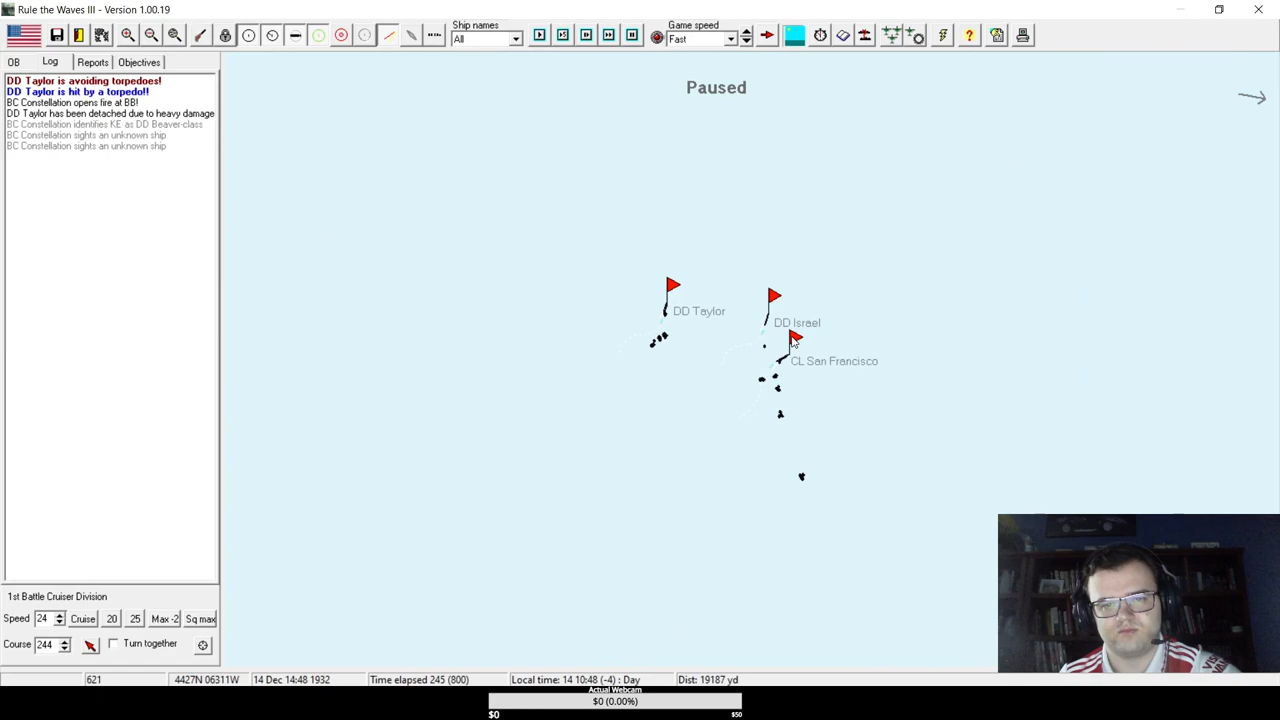 Rule the Waves III - Version 1.00.19
Ship names
All
Game speed
Fast
OB
Log
Reports
Objectives
DD Taylor is avoiding torpedoes!
DD Taylor is hit by a torpedo!!
BC Constellation opens fire at BB!
DD Taylor has been detached due to heavy damage
BC Constellation identifies KE as DD Beaver-class
BC Constellation sights an unknown ship
BC Constellation sights an unknown ship
Paused
DD Taylor
DD Israel
CL San Francisco
1st Battle Cruiser Division
Speed 24 Cruise 20 25 Max -2 Sq max
Course 244 Turn together
621 4427N 06311W 14 Dec 14:48 1932 Time elapsed 245 (800) Local time: 14 10:48 (-4) : Day Dist: 19187 yd
Actual Webcam
$0 (0.00%)
$0 $50